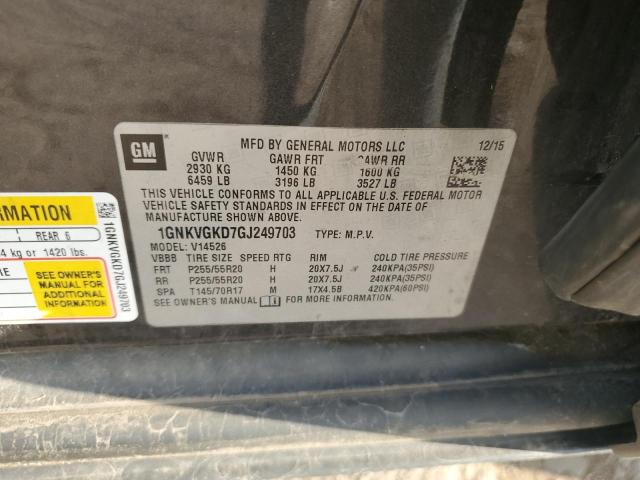 GM
MFD BY GENERAL MOTORS LLC 12/15
GVWR GAWR FRT GAWR RR
2930 KG 1450 KG 1600 KG
6459 LB 3196 LB 3527 LB
THIS VEHICLE CONFORMS TO ALL APPLICABLE U.S. FEDERAL MOTOR
VEHICLE SAFETY STANDARDS IN EFFECT ON THE DATE OF
MANUFACTURE SHOWN ABOVE.
1GNKVGKD7GJ249703 TYPE: M.P.V.
MODEL: V14526
VBBB TIRE SIZE SPEED RTG RIM COLD TIRE PRESSURE
FRT P255/55R20 H 20X7.5J 240KPA(35PSI)
RR P255/55R20 H 20X7.5J 240KPA(35PSI)
SPA T145/70R17 M 17X4.5B 420KPA(60PSI)
SEE OWNER'S MANUAL FOR MORE INFORMATION
REAR 6
4 kg or 1420 lbs.
SEE OWNER'S
MANUAL FOR
ADDITIONAL
INFORMATION
1GNKVGKD7GJ249703